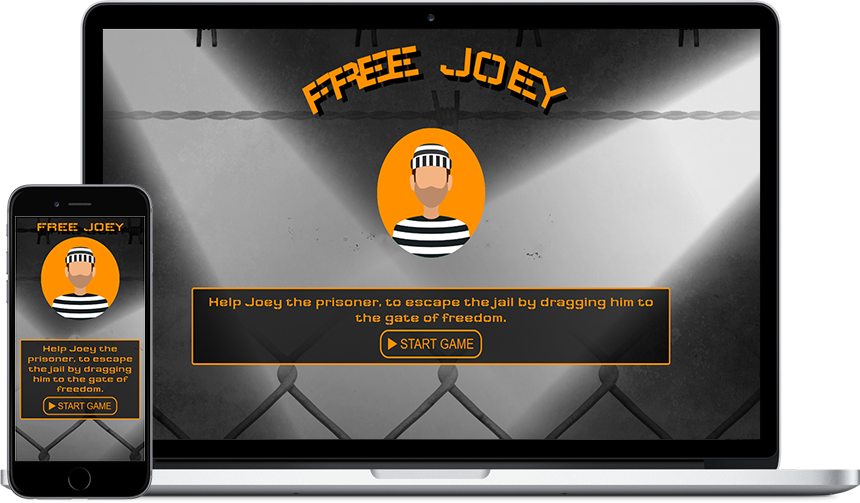 FREE JOEY
Help Joey the prisoner, to escape the jail by dragging him to
the gate of freedom.
START GAME
FREE JOEY
Help Joey the
prisoner, to escape
the jail by dragging
him to the gate of
freedom.
START GAME